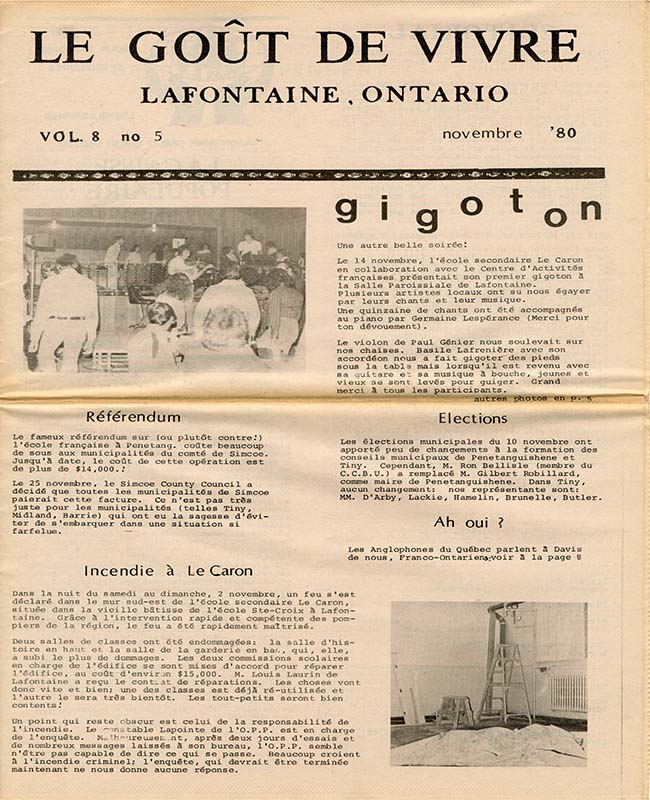 LE GOÛT DE VIVRE
LAFONTAINE, ONTARIO
VOL. 8 no 5
novembre '80
gigoton
Une autre belle soirée!
Le 14 novembre, l'école secondaire Le Caron
en collaboration avec le Centre d'Activités
françaises présentait son premier gigoton à
la Salle Paroissiale de Lafontaine.
Plusieurs artistes locaux ont su nous égayer
par leurs chants et leur musique.
Une quinzaine de chants ont été accompagnés
au piano par Germaine Lespérance (Merci pour
ton dévouement).
Le violon de Paul Génier nous soulevait sur
nos chaises. Basile Lafrenière avec son
accordéon nous a fait gigoter des pieds
sous la table mais lorsqu'il est revenu avec
sa guitare et sa musique à bouche, jeunes et
vieux se sont levés pour guiger. Grand
merci à tous les participants.
autres photos en p. 5
Référendum
Le fameux référendum sur (ou plutôt contre!)
l'école française à Penetang. coûte beaucoup
de sous aux municipalités du comté de Simcoe.
Jusqu'à date, le coût de cette opération est
de plus de $14,000.!
Le 25 novembre, le Simcoe County Council a
décidé que toutes les municipalités de Simcoe
paieraient cette facture. Ce n'est pas très
juste pour les municipalités (telles Tiny,
Midland, Barrie) qui ont eu la sagesse d'évi-
ter de s'embarquer dans une situation si
farfelue.
Elections
Les élections municipales du 10 novembre ont
apporté peu de changements à la formation des
conseils municipaux de Penetanguishene et
Tiny. Cependant, M. Ron Bellisle (membre du
C.C.B.U.) a remplacé M. Gilbert Robillard,
comme maire de Penetanguishene. Dans Tiny,
aucun changement: nos représentante sont:
MM. D'Arby, Lackie, Hamelin, Brunelle, Butler.
Ah oui ?
Les Anglophones du Québec parlent à Davis
de nous, Franco-Ontariens,voir à la page 8
Incendie à Le Caron
Dans la nuit du samedi au dimanche, 2 novembre, un feu s'est
déclaré dans le mur sud-est de l'école secondaire Le Caron,
située dans la vieille bâtisse de l'école Ste-Croix à Lafon-
taine. Grâce à l'intervention rapide et compétente des pom-
piers de la région, le feu a été rapidement maîtrisé.
Deux salles de classes ont été endommagées: la salle d'his-
toire en haut et la salle de la garderie en bas, qui, elle,
a subi le plus de dommages. Les deux commissions scolaires
en charge de l'édifice se sont mises d'accord pour réparer
l'édifice, au coût d'environ $15,000. M. Louis Laurin de
Lafontaine a reçu le contrat de réparations. Les choses vont
donc vite et bien; une des classes est déjà ré-utilisée et
l'autre le sera très bientôt. Les tout-petits seront bien
contents!
Un point qui reste obscur est celui de la responsabilité de
l'incendie. Le constable Lapointe de l'O.P.P. est en charge
de l'enquête. Malheureusement, après deux jours d'essais et
de nombreux messages laissés à son bureau, l'O.P.P. semble
n'être pas capable de dire ce qui se passe. Beaucoup croient
à l'incendie criminel; l'enquête, qui devrait être terminée
maintenant ne nous donne aucune réponse.